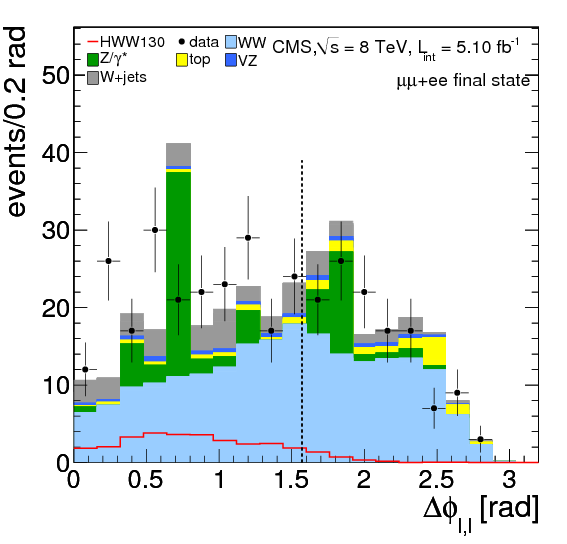 HWW130 data WW CMS,√s = 8 TeV, L_int = 5.10 fb⁻¹
Z/γ* top VZ
W+jets
μμ+ee final state
events/0.2 rad
50
40
30
20
10
0
0 0.5 1 1.5 2 2.5 3
Δϕ_l,l [rad]